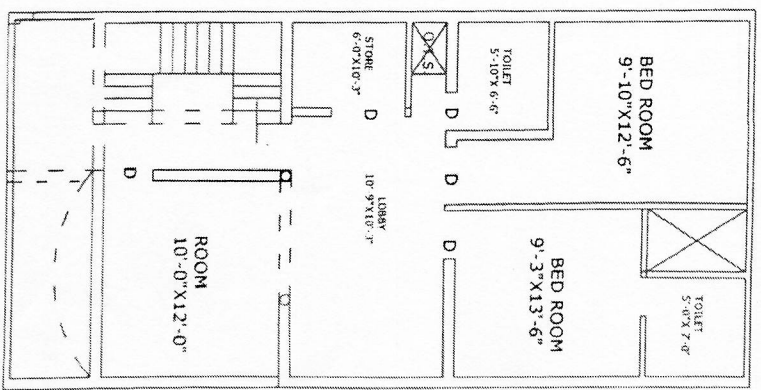 BED ROOM
9'-10"X12'-6"
TOILET
5'-10"X6'-6"
O.T.S
STORE
6'-0"X10'-3"
D
D
D
D
D
LOBBY
10'9"X10'-3"
BED ROOM
9'-3"X13'-6"
TOILET
5'-0"X7'-0"
ROOM
10'-0"X12'-0"